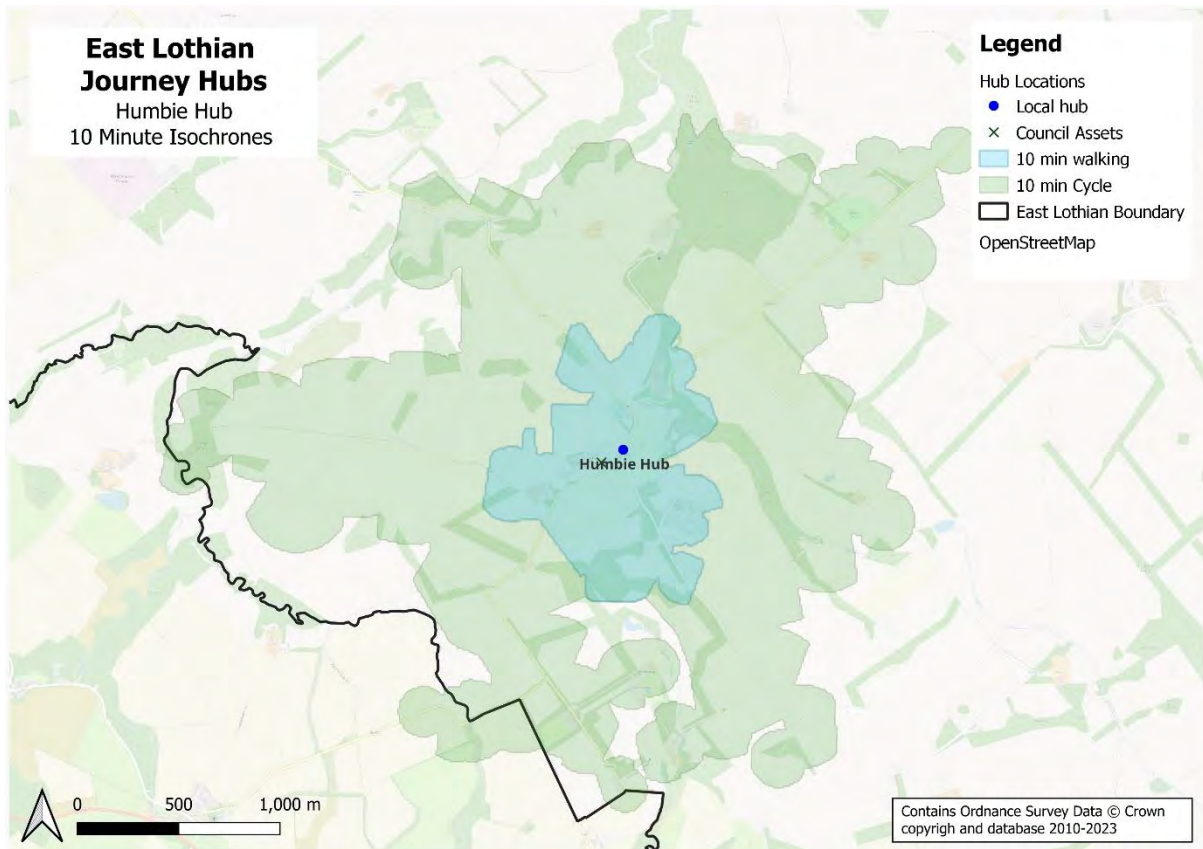 East Lothian
Journey Hubs
Humbie Hub
10 Minute Isochrones
Legend
Hub Locations
Local hub
Council Assets
10 min walking
10 min Cycle
East Lothian Boundary
OpenStreetMap
Humbie Hub
0 500 1,000 m
Contains Ordnance Survey Data © Crown
copyrigh and database 2010-2023